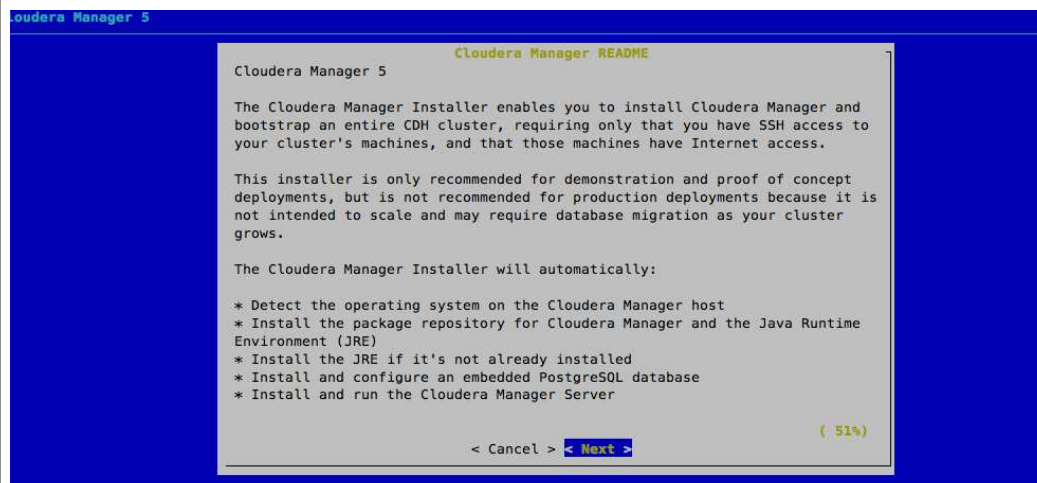 loudera Manager 5
Cloudera Manager README
Cloudera Manager 5
The Cloudera Manager Installer enables you to install Cloudera Manager and
bootstrap an entire CDH cluster, requiring only that you have SSH access to
your cluster's machines, and that those machines have Internet access.
This installer is only recommended for demonstration and proof of concept
deployments, but is not recommended for production deployments because it is
not intended to scale and may require database migration as your cluster
grows.
The Cloudera Manager Installer will automatically:
* Detect the operating system on the Cloudera Manager host
* Install the package repository for Cloudera Manager and the Java Runtime
Environment (JRE)
* Install the JRE if it's not already installed
* Install and configure an embedded PostgreSQL database
* Install and run the Cloudera Manager Server
( 51%)
< Cancel > < Next >